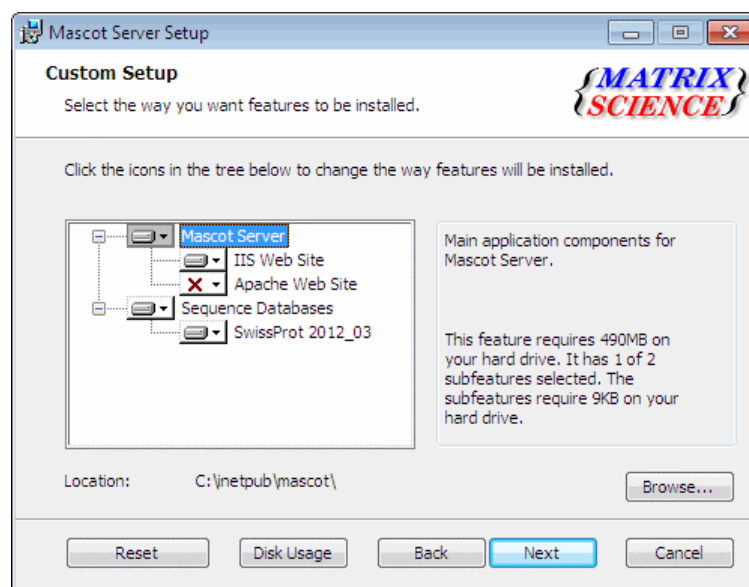 Mascot Server Setup
Custom Setup
Select the way you want features to be installed.
{MATRIX}
{SCIENCE}
Click the icons in the tree below to change the way features will be installed.
Mascot Server
IIS Web Site
Apache Web Site
Sequence Databases
SwissProt 2012_03
Main application components for
Mascot Server.
This feature requires 490MB on
your hard drive. It has 1 of 2
subfeatures selected. The
subfeatures require 9KB on your
hard drive.
Location: C:\inetpub\mascot\
Browse...
Reset Disk Usage Back Next Cancel